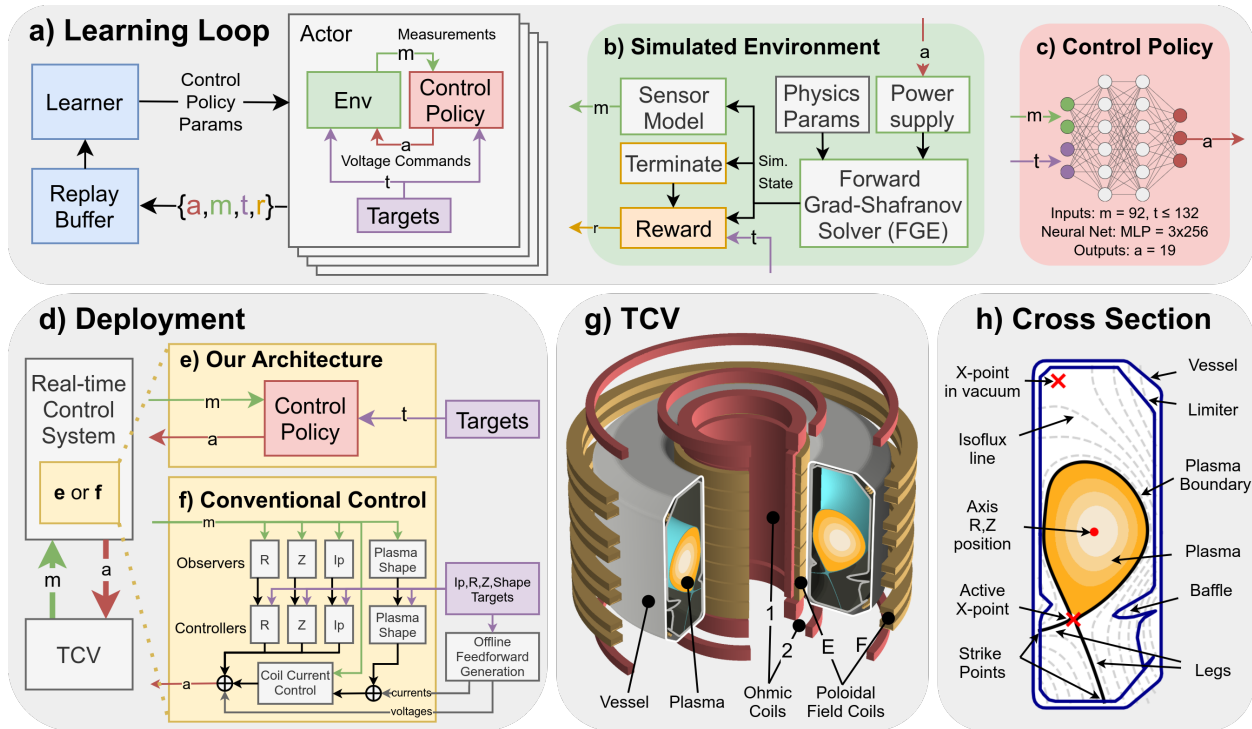 a) Learning Loop
Learner
Replay
Buffer
Control
Policy
Params
{a,m,t,r}
Actor
Measurements
m
Env
Control
Policy
a
Voltage Commands
t
Targets
b) Simulated Environment
a
m
Sensor
Model
Physics
Params
Power
supply
Terminate
Sim.
State
Forward
Grad-Shafranov
Solver (FGE)
r
Reward
t
c) Control Policy
m
t
a
Inputs: m = 92, t ≤ 132
Neural Net: MLP = 3x256
Outputs: a = 19
d) Deployment
Real-time
Control
System
e or f
m
a
TCV
e) Our Architecture
m
a
Control
Policy
t
Targets
f) Conventional Control
m
Observers
R
Z
Ip
Plasma
Shape
Ip,R,Z,Shape
Targets
Controllers
R
Z
Ip
Plasma
Shape
Offline
Feedforward
Generation
Coil Current
Control
a
currents
voltages
g) TCV
1
2
E
F
Vessel
Plasma
Ohmic
Coils
Poloidal
Field Coils
h) Cross Section
X-point
in vacuum
Vessel
Limiter
Isoflux
line
Plasma
Boundary
Axis
R,Z
position
Plasma
Active
X-point
Baffle
Strike
Points
Legs